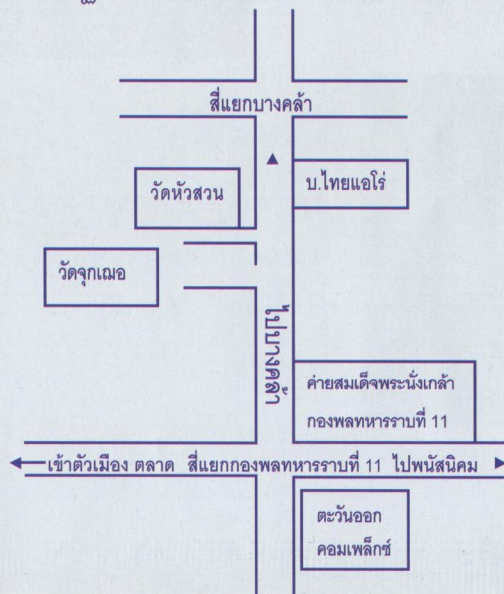 สี่แยกบางคล้า
วัดหัวสวน
บ.ไทยแอโร่
วัดจุกเฌอ
ไปบางคล้า
ค่ายสมเด็จพระนั่งเกล้า
กองพลทหารราบที่ 11
เข้าตัวเมือง ตลาด สี่แยกกองพลทหารราบที่ 11 ไปพนัสนิคม
ตะวันออก
คอมเพล็กซ์